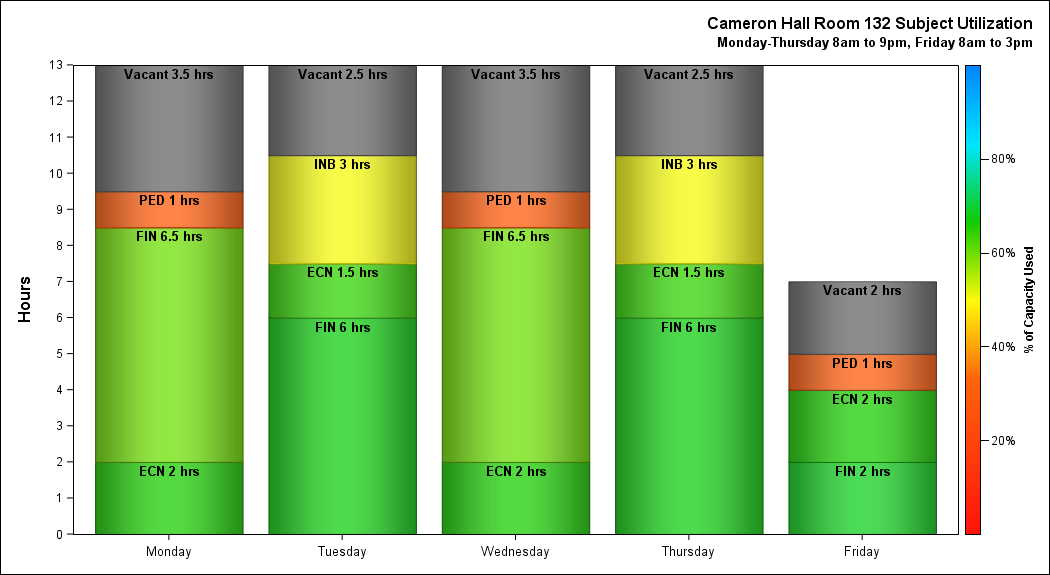 Cameron Hall Room 132 Subject Utilization
Monday-Thursday 8am to 9pm, Friday 8am to 3pm
Hours
13
12
11
10
9
8
7
6
5
4
3
2
1
0
Vacant 3.5 hrs
PED 1 hrs
FIN 6.5 hrs
ECN 2 hrs
Monday
Vacant 2.5 hrs
INB 3 hrs
ECN 1.5 hrs
FIN 6 hrs
Tuesday
Vacant 3.5 hrs
PED 1 hrs
FIN 6.5 hrs
ECN 2 hrs
Wednesday
Vacant 2.5 hrs
INB 3 hrs
ECN 1.5 hrs
FIN 6 hrs
Thursday
Vacant 2 hrs
PED 1 hrs
ECN 2 hrs
FIN 2 hrs
Friday
80%
60%
40%
20%
% of Capacity Used